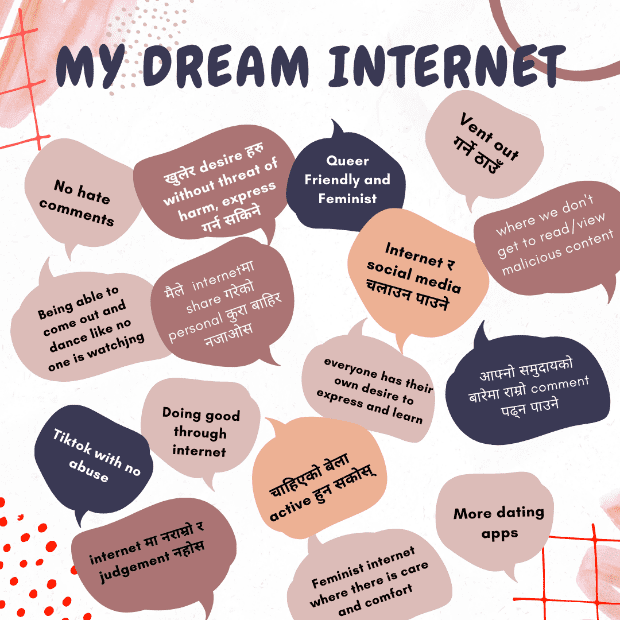 MY DREAM INTERNET
No hate
comments
खुलेर desire हरु
without threat of
harm, express
गर्न सकिने
Queer
Friendly and
Feminist
Vent out
गर्ने ठाउँ
where we don't
get to read/view
malicious content
Internet र
social media
चलाउन पाउने
Being able to
come out and
dance like no
one is watchjng
मैले internetमा
share गरेको
personal कुरा बाहिर
नजाओस
everyone has their
own desire to
express and learn
आफ्नो समुदायको
बारेमा राम्रो comment
पढ्न पाउने
Doing good
through
internet
Tiktok with no
abuse
चाहिएको बेला
active हुन सकोस्
More dating
apps
internet मा नराम्रो र
judgement नहोस
Feminist internet
where there is care
and comfort